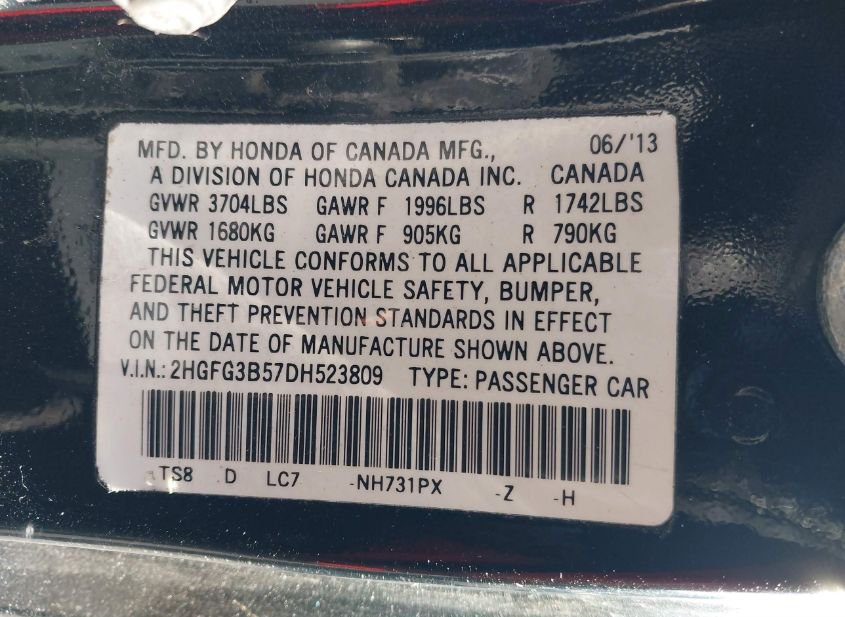 MFD. BY HONDA OF CANADA MFG., 06/'13
A DIVISION OF HONDA CANADA INC. CANADA
GVWR 3704LBS GAWR F 1996LBS R 1742LBS
GVWR 1680KG GAWR F 905KG R 790KG
THIS VEHICLE CONFORMS TO ALL APPLICABLE
FEDERAL MOTOR VEHICLE SAFETY, BUMPER,
AND THEFT PREVENTION STANDARDS IN EFFECT
ON THE DATE OF MANUFACTURE SHOWN ABOVE.
V.I.N.: 2HGFG3B57DH523809 TYPE: PASSENGER CAR
TS8 D LC7 -NH731PX -Z -H